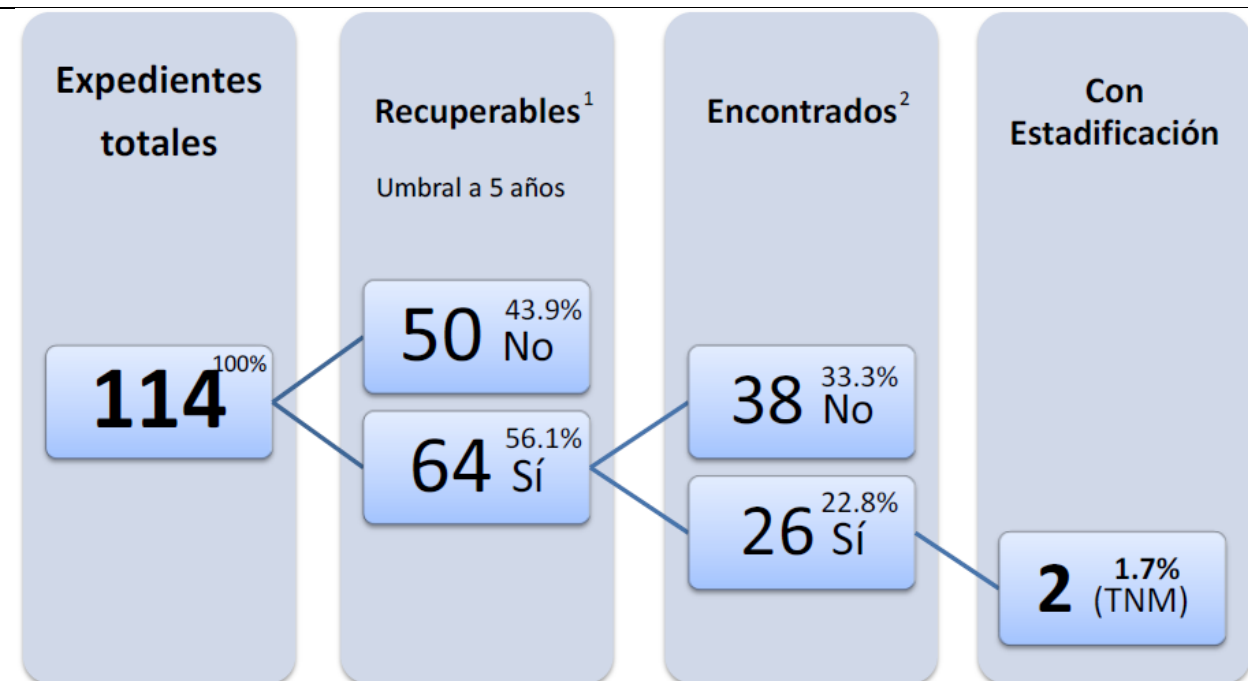 Expedientes
totales
Recuperables¹
Umbral a 5 años
Encontrados²
Con
Estadificación
114 100%
50 43.9%
No
64 56.1%
Sí
38 33.3%
No
26 22.8%
Sí
2 1.7%
(TNM)